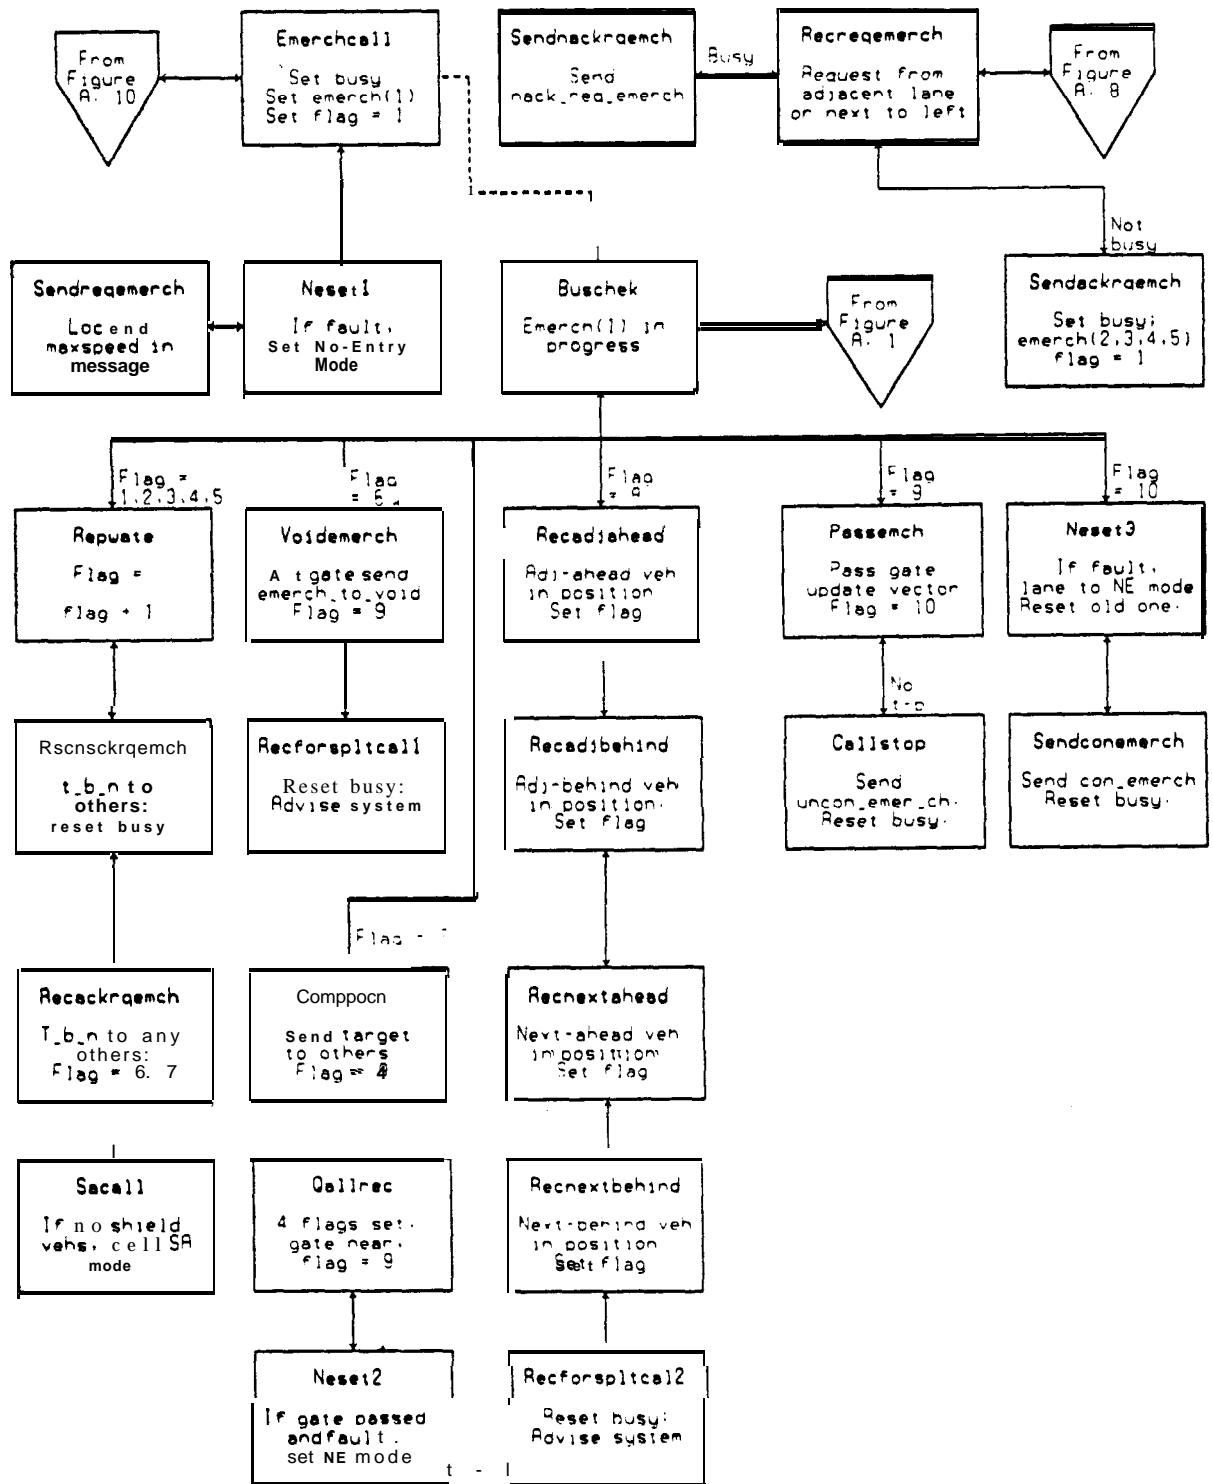 From
Figure
A. 10
Emerchcall
Set busy
Set emerch(1)
Set flag = 1
Sendnackrqemch
Send
nack_req_emerch
Busy
Recreqemerch
Request from
adjacent lane
or next to left
From
Figure
A. 8
Not
busy
Sendreqemerch
Loc end
maxspeed in
message
Neset1
If fault,
Set No-Entry
Mode
Buschek
Emerch(1) in
progress
From
Figure
A. 1
Sendackrqemch
Set busy;
emerch(2,3,4,5)
flag = 1
Flag =
1,2,3,4,5
Flag
= 6
Flag
Flag
= 9
Flag
= 10
Repwate
Flag =
flag + 1
Voidemerch
A t gate send
emerch_to_void
Flag = 9
Recadjahead
Adj-ahead veh
in position
Set flag
Passemch
Pass gate
update vector
Flag = 10
Neset3
If fault,
lane to NE mode
Reset old one.
No
t-p
Rscnsckrqemch
t_b_n to
others:
reset busy
Recforspltcall
Reset busy:
Advise system
Recadjbehind
Adj-behind veh
in position.
Set flag
Callstop
Send
uncon_emer_ch.
Reset busy.
Sendconemerch
Send con_emerch
Reset busy.
Flag -
Recackrqemch
T_b_n to any
others:
Flag = 6. 7
Comppocn
Send target
to others
Flag =
Recnextahead
Next-ahead veh
in position
Set flag
Sacall
If no shield
vehs, cell SA
mode
Qallrec
4 flags set,
gate near,
flag = 9
Recnextbehind
Next-behind veh
in position
Sett flag
Neset2
If gate passed
and fault.
set NE mode
Recforspltcal2
Reset busy:
Advise system
t - l